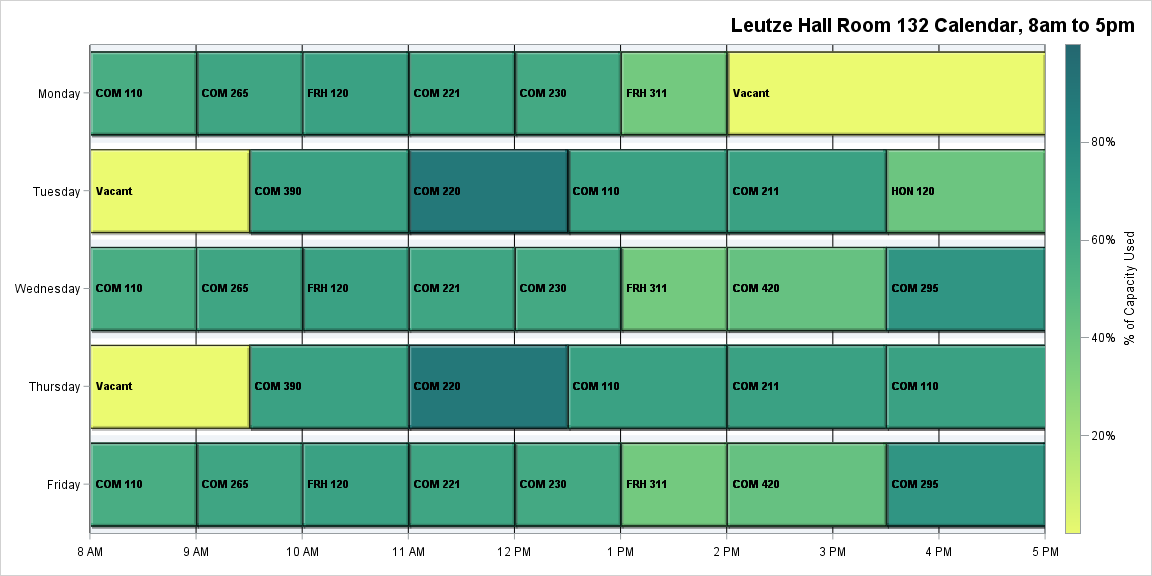 Leutze Hall Room 132 Calendar, 8am to 5pm
Monday
COM 110
COM 265
FRH 120
COM 221
COM 230
FRH 311
Vacant
Tuesday
Vacant
COM 390
COM 220
COM 110
COM 211
HON 120
Wednesday
COM 110
COM 265
FRH 120
COM 221
COM 230
FRH 311
COM 420
COM 295
Thursday
Vacant
COM 390
COM 220
COM 110
COM 211
COM 110
Friday
COM 110
COM 265
FRH 120
COM 221
COM 230
FRH 311
COM 420
COM 295
8 AM
9 AM
10 AM
11 AM
12 PM
1 PM
2 PM
3 PM
4 PM
5 PM
80%
60%
40%
20%
% of Capacity Used